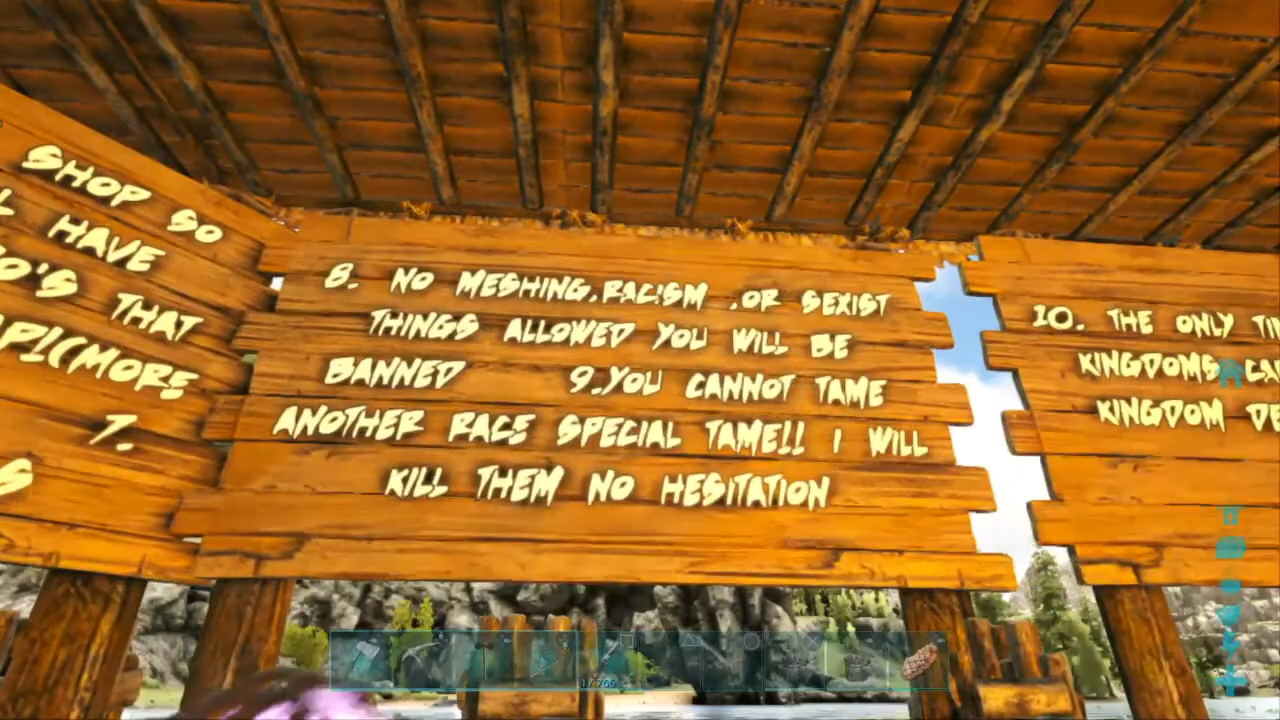 SHOP SO
HAVE
O'S THAT
AP!(MORE
7.
S
8. NO MESHING,RACISM ,OR SEXIST
THINGS ALLOWED YOU WILL BE
BANNED 9.YOU CANNOT TAME
ANOTHER RACE SPECIAL TAME!! I WILL
KILL THEM NO HESITATION
10. THE ONLY
KINGDOMS
KINGDOM